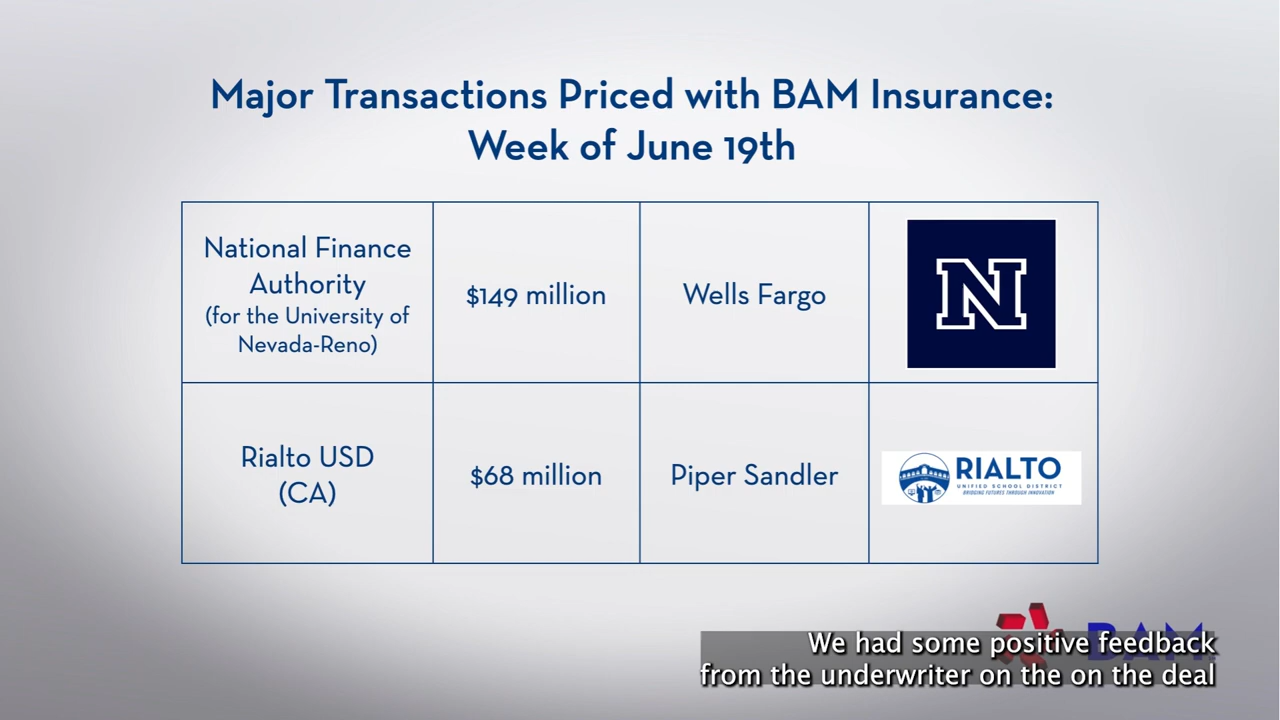 Major Transactions Priced with BAM Insurance:
Week of June 19th
National Finance
Authority
(for the University of
Nevada-Reno)
$149 million
Wells Fargo
N
Rialto USD
(CA)
$68 million
Piper Sandler
RIALTO
UNIFIED SCHOOL DISTRICT
BRIDGING FUTURES THROUGH INNOVATION
BAM
We had some positive feedback
from the underwriter on the on the deal